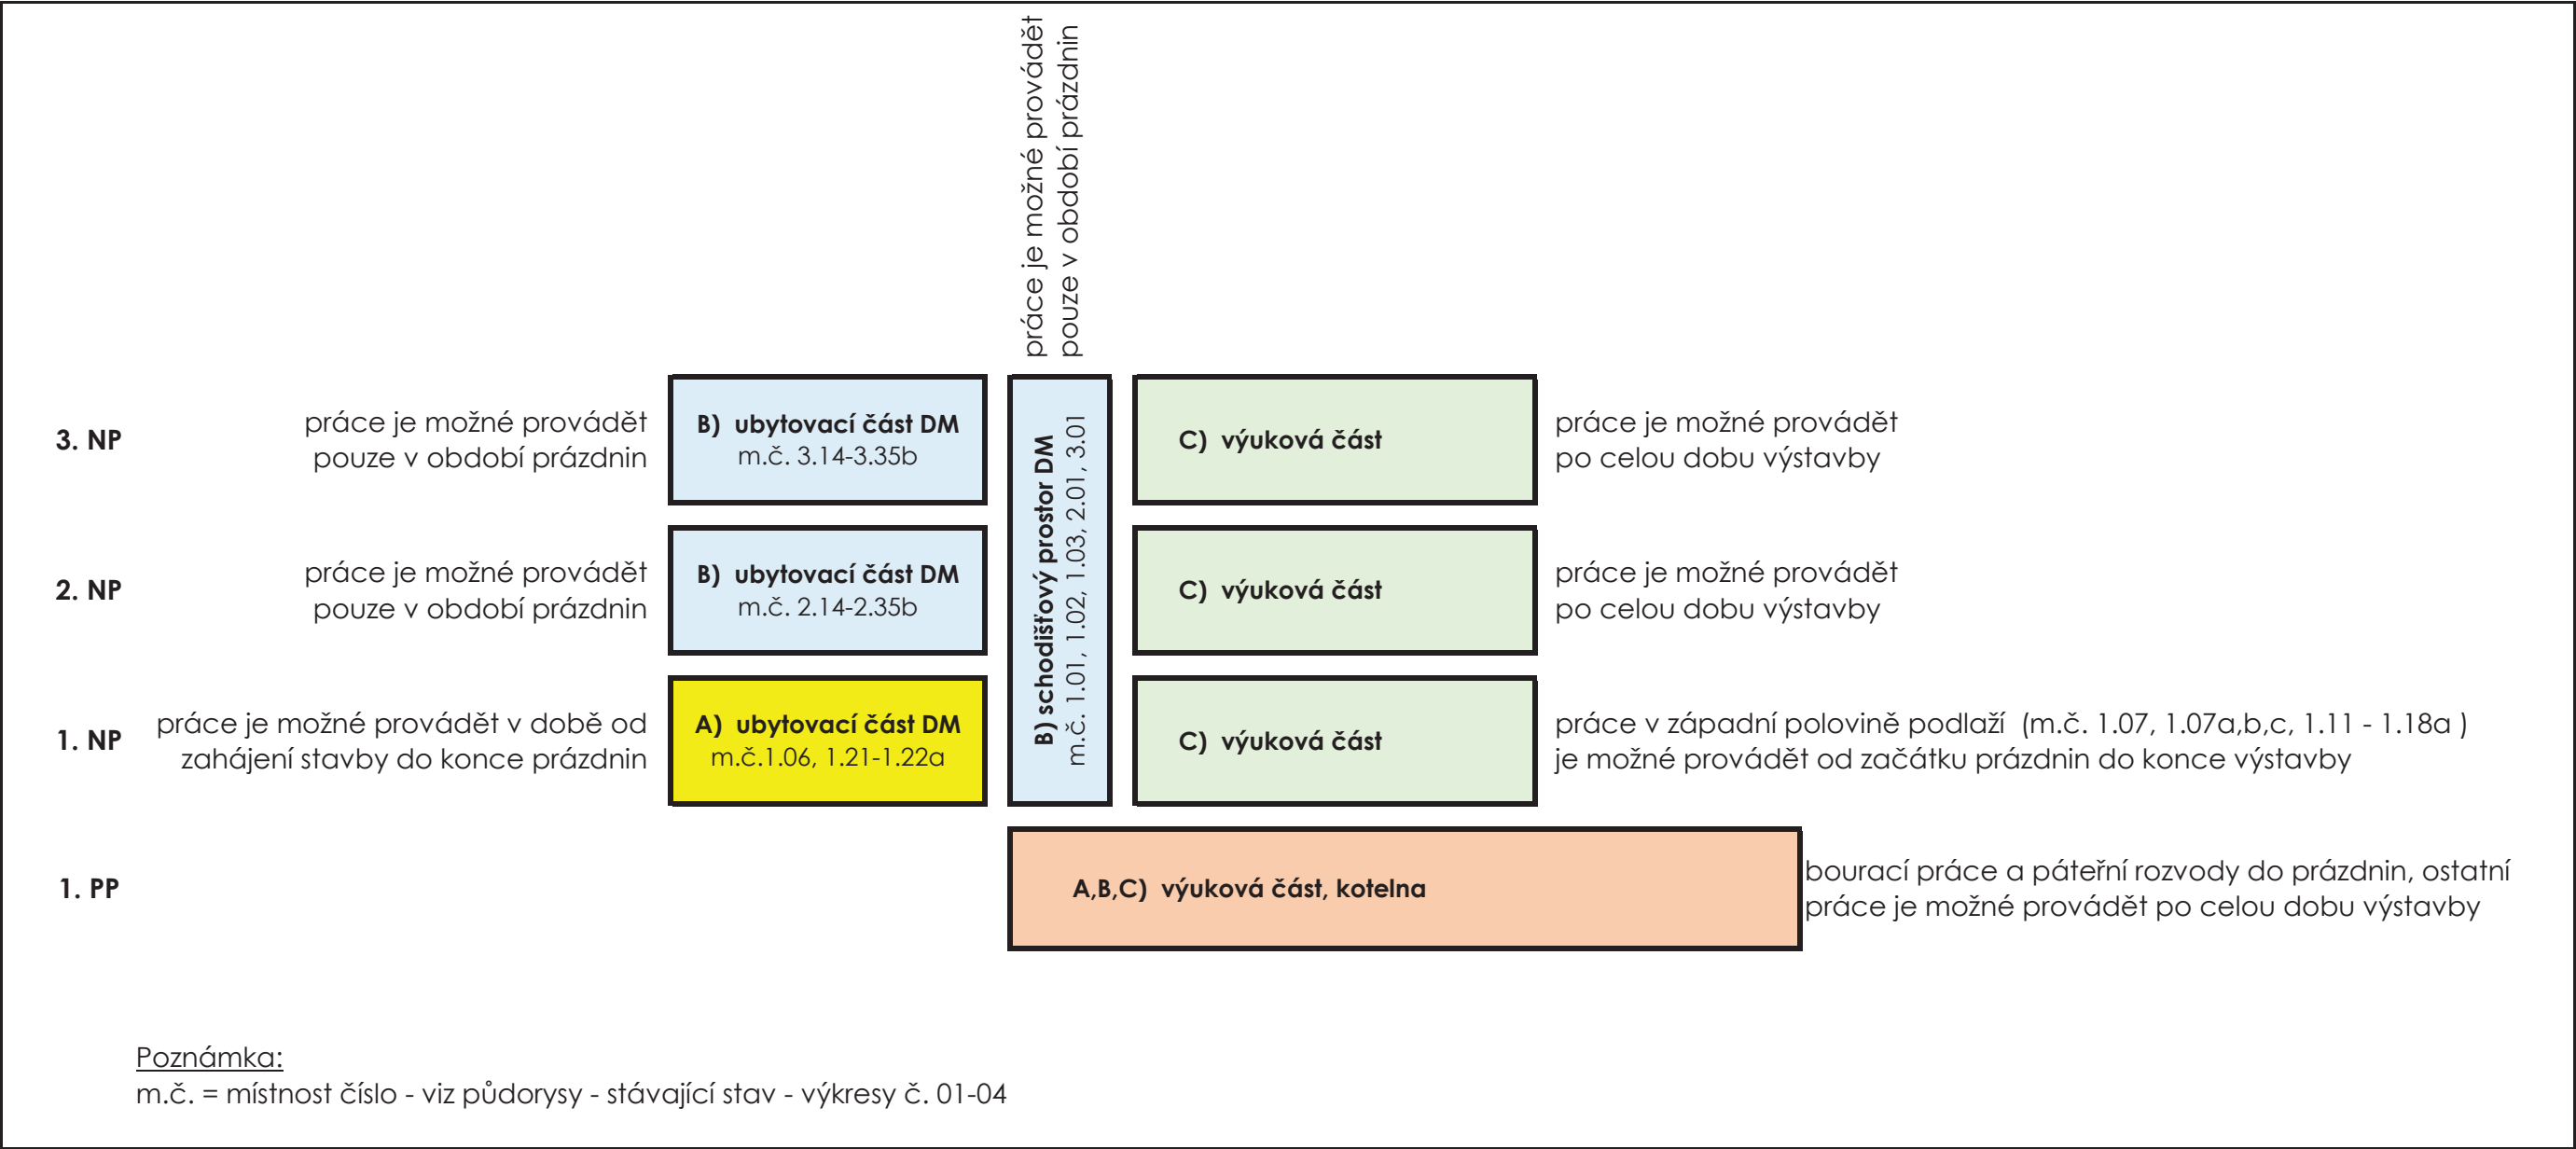 práce je možné provádět
pouze v období prázdnin
3. NP
práce je možné provádět
pouze v období prázdnin
B) ubytovací část DM
m.č. 3.14-3.35b
B) schodišťový prostor DM
m.č. 1.01, 1.02, 1.03, 2.01, 3.01
C) výuková část
práce je možné provádět
po celou dobu výstavby
2. NP
práce je možné provádět
pouze v období prázdnin
B) ubytovací část DM
m.č. 2.14-2.35b
C) výuková část
práce je možné provádět
po celou dobu výstavby
1. NP
práce je možné provádět v době od
zahájení stavby do konce prázdnin
A) ubytovací část DM
m.č.1.06, 1.21-1.22a
C) výuková část
práce v západní polovině podlaží (m.č. 1.07, 1.07a,b,c, 1.11 - 1.18a )
je možné provádět od začátku prázdnin do konce výstavby
1. PP
A,B,C) výuková část, kotelna
bourací práce a páteřní rozvody do prázdnin, ostatní
práce je možné provádět po celou dobu výstavby
Poznámka:
m.č. = místnost číslo - viz půdorysy - stávající stav - výkresy č. 01-04